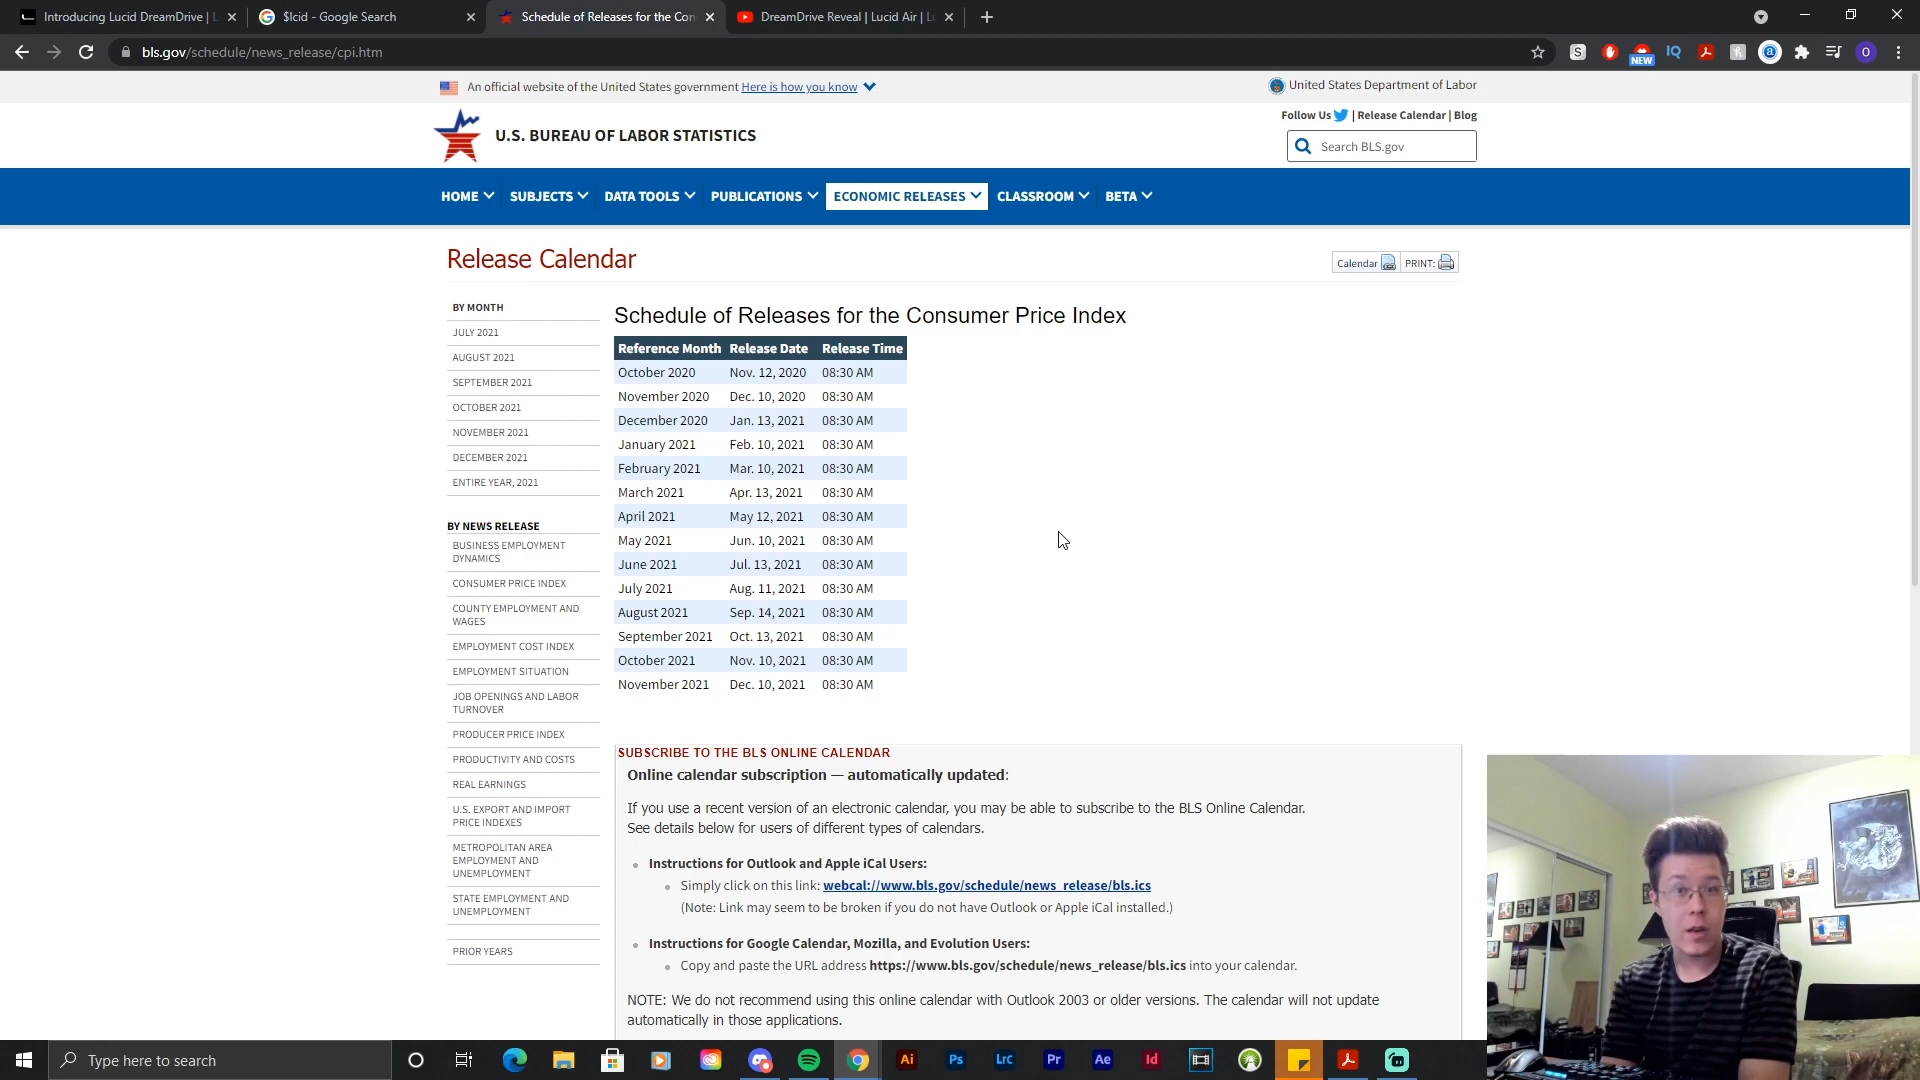 Introducing Lucid DreamDrive | L
$lcid - Google Search
Schedule of Releases for the Con
DreamDrive Reveal | Lucid Air | Lu
bls.gov/schedule/news_release/cpi.htm
S
NEW
IQ
a
O
An official website of the United States government Here is how you know
United States Department of Labor
Follow Us | Release Calendar | Blog
U.S. BUREAU OF LABOR STATISTICS
Search BLS.gov
HOME SUBJECTS DATA TOOLS PUBLICATIONS ECONOMIC RELEASES CLASSROOM BETA
Release Calendar
Calendar PRINT:
BY MONTH
JULY 2021
AUGUST 2021
SEPTEMBER 2021
OCTOBER 2021
NOVEMBER 2021
DECEMBER 2021
ENTIRE YEAR, 2021
BY NEWS RELEASE
BUSINESS EMPLOYMENT
DYNAMICS
CONSUMER PRICE INDEX
COUNTY EMPLOYMENT AND
WAGES
EMPLOYMENT COST INDEX
EMPLOYMENT SITUATION
JOB OPENINGS AND LABOR
TURNOVER
PRODUCER PRICE INDEX
PRODUCTIVITY AND COSTS
REAL EARNINGS
U.S. EXPORT AND IMPORT
PRICE INDEXES
METROPOLITAN AREA
EMPLOYMENT AND
UNEMPLOYMENT
STATE EMPLOYMENT AND
UNEMPLOYMENT
PRIOR YEARS
Schedule of Releases for the Consumer Price Index
Reference Month Release Date Release Time
October 2020 Nov. 12, 2020 08:30 AM
November 2020 Dec. 10, 2020 08:30 AM
December 2020 Jan. 13, 2021 08:30 AM
January 2021 Feb. 10, 2021 08:30 AM
February 2021 Mar. 10, 2021 08:30 AM
March 2021 Apr. 13, 2021 08:30 AM
April 2021 May 12, 2021 08:30 AM
May 2021 Jun. 10, 2021 08:30 AM
June 2021 Jul. 13, 2021 08:30 AM
July 2021 Aug. 11, 2021 08:30 AM
August 2021 Sep. 14, 2021 08:30 AM
September 2021 Oct. 13, 2021 08:30 AM
October 2021 Nov. 10, 2021 08:30 AM
November 2021 Dec. 10, 2021 08:30 AM
SUBSCRIBE TO THE BLS ONLINE CALENDAR
Online calendar subscription — automatically updated:
If you use a recent version of an electronic calendar, you may be able to subscribe to the BLS Online Calendar.
See details below for users of different types of calendars.
Instructions for Outlook and Apple iCal Users:
Simply click on this link: webcal://www.bls.gov/schedule/news_release/bls.ics
(Note: Link may seem to be broken if you do not have Outlook or Apple iCal installed.)
Instructions for Google Calendar, Mozilla, and Evolution Users:
Copy and paste the URL address https://www.bls.gov/schedule/news_release/bls.ics into your calendar.
NOTE: We do not recommend using this online calendar with Outlook 2003 or older versions. The calendar will not update
automatically in those applications.
Type here to search
Ai
Ps
Lrc
Pr
Ae
Id